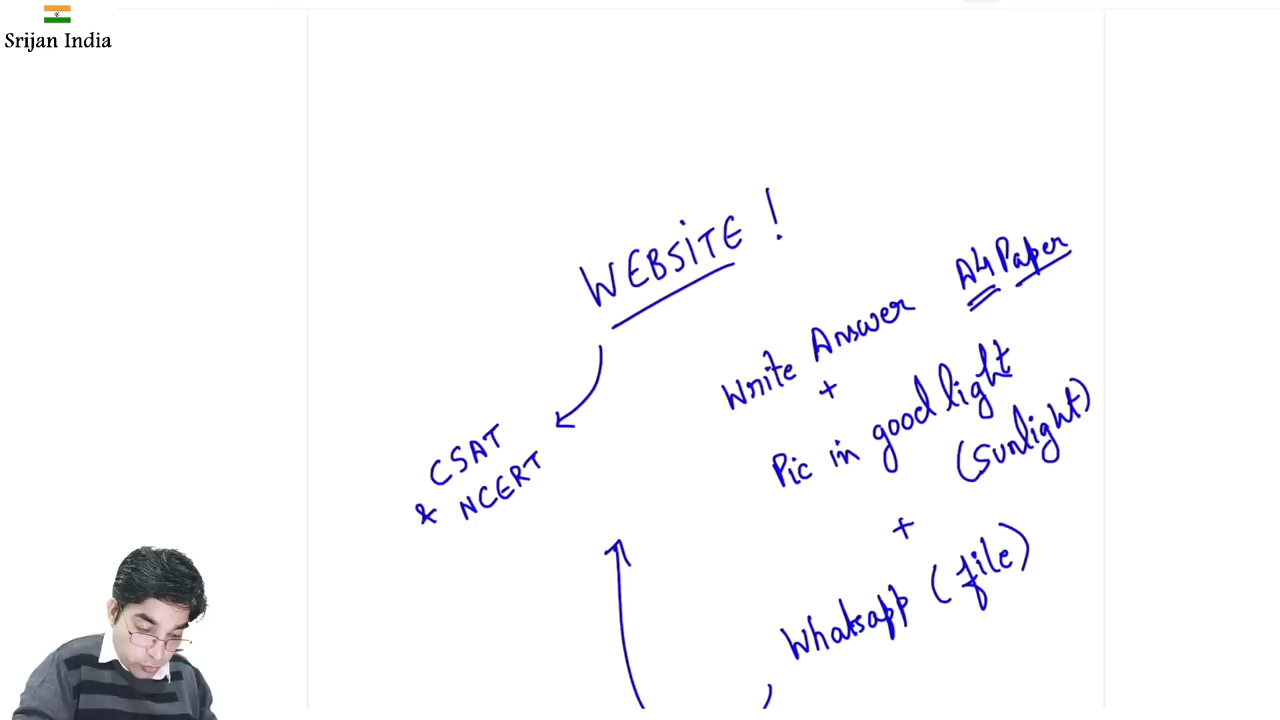 Srijan India
WEBSITE !
CSAT
& NCERT
Write Answer A4 Paper
+
Pic in good light
(Sunlight)
+
Whatsapp (file)